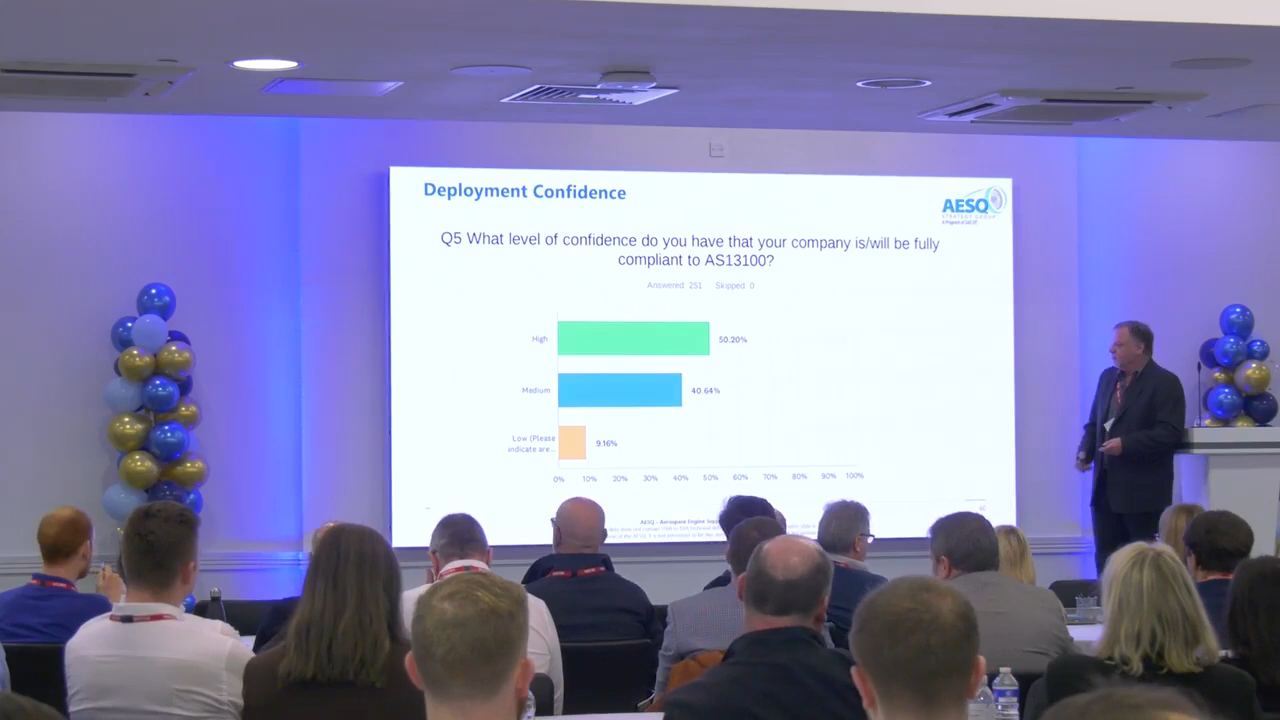 Deployment Confidence
AESQ
STRATEGY GROUP
Q5 What level of confidence do you have that your company is/will be fully
compliant to AS13100?
Answered 251 Skipped 0
High
50.20%
Medium
40.64%
Low (Please
indicate are...
9.16%
0% 10% 20% 30% 40% 50% 60% 70% 80% 90% 100%
AESQ - Aerospace Engine